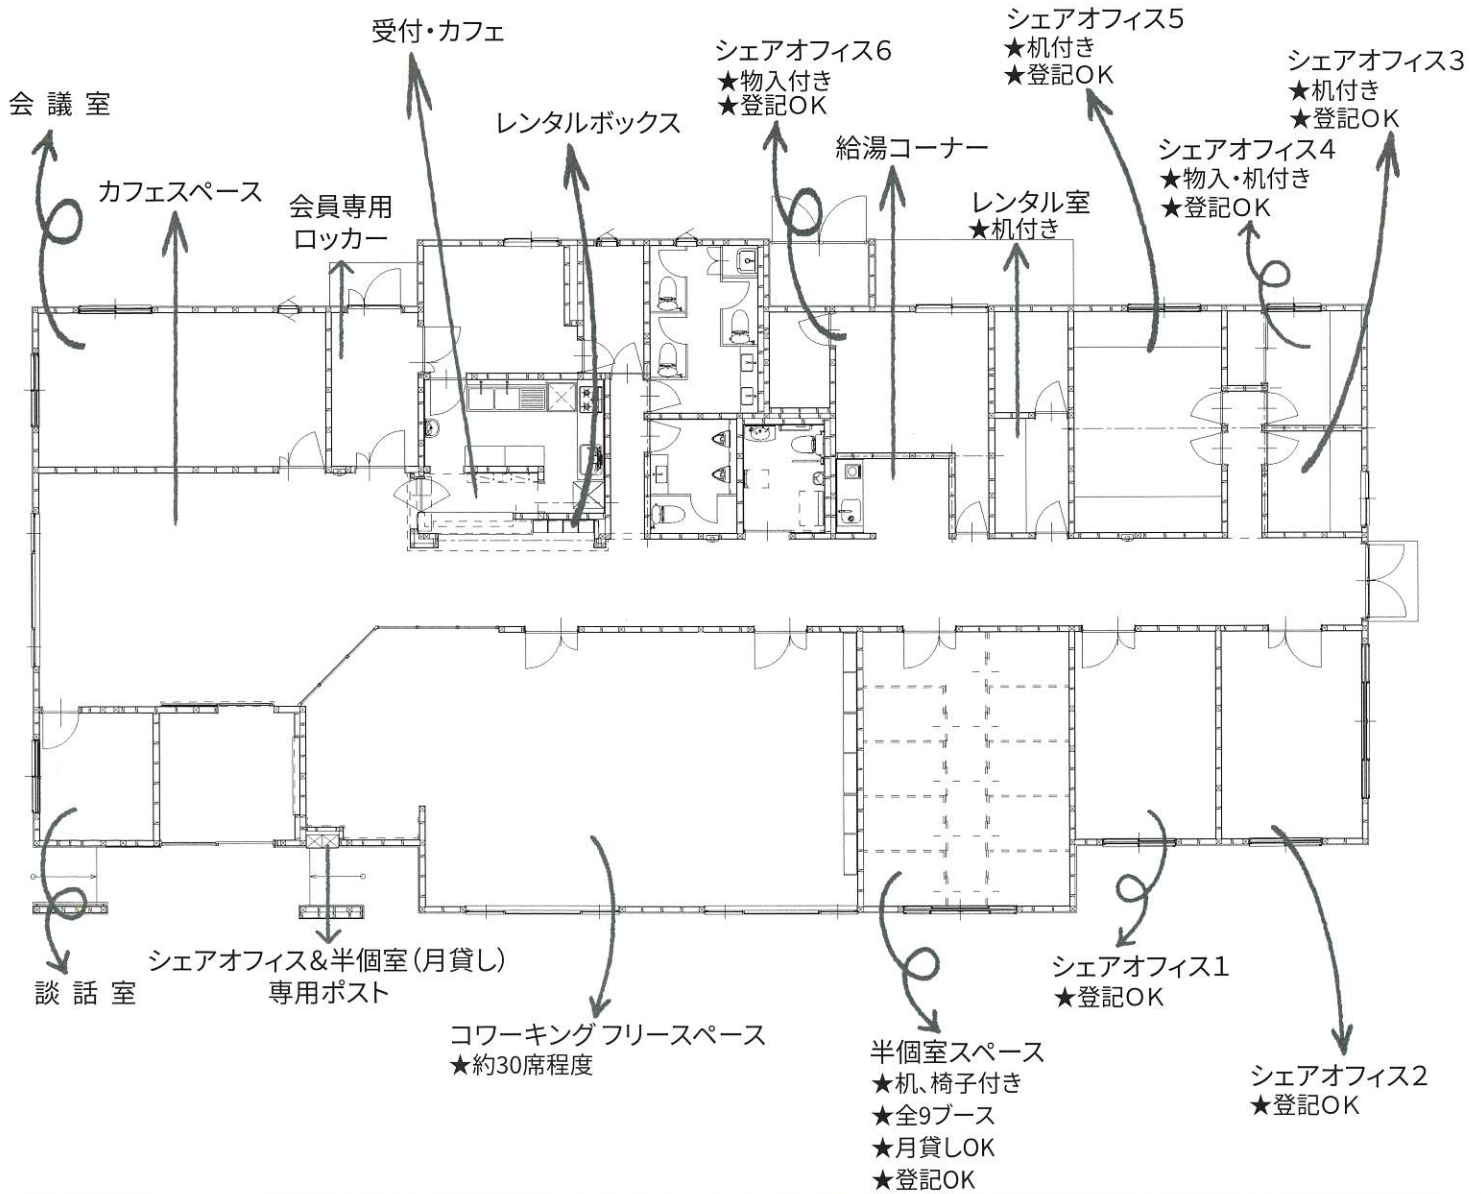 受付・カフェ
シェアオフィス6
★物入付き
★登記OK
シェアオフィス5
★机付き
★登記OK
シェアオフィス3
★机付き
★登記OK
会議室
レンタルボックス
給湯コーナー
シェアオフィス4
★物入・机付き
★登記OK
カフェスペース
会員専用
ロッカー
レンタル室
★机付き
談話室
シェアオフィス&半個室(月貸し)
専用ポスト
コワーキングフリースペース
★約30席程度
半個室スペース
★机、椅子付き
★全9ブース
★月貸しOK
★登記OK
シェアオフィス1
★登記OK
シェアオフィス2
★登記OK